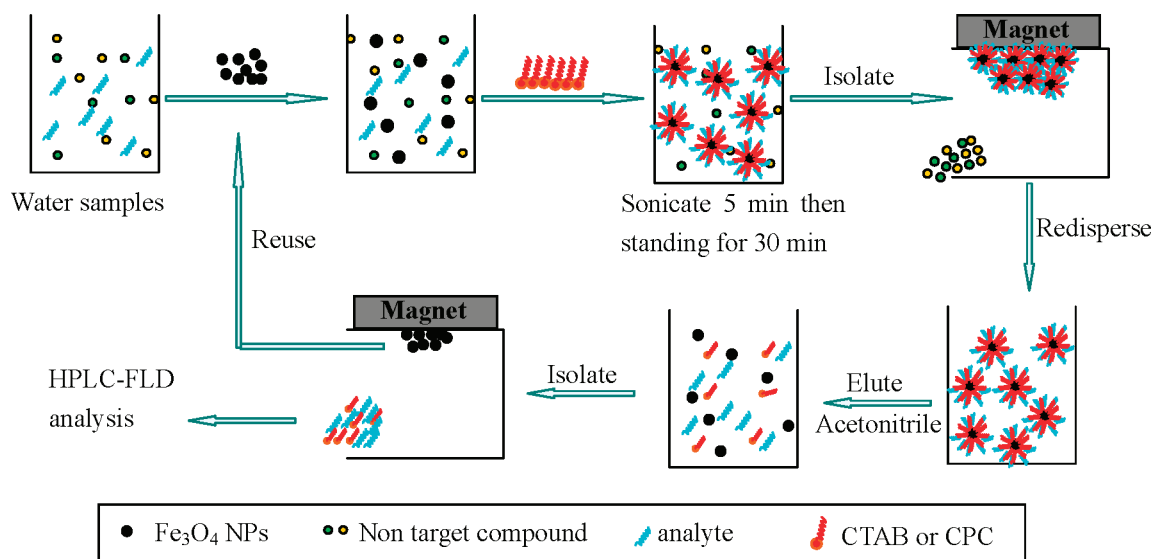 Magnet
Isolate
Water samples
Sonicate 5 min then
standing for 30 min
Redisperse
Reuse
Magnet
HPLC-FLD
analysis
Isolate
Elute
Acetonitrile
Fe₃O₄ NPs
Non target compound
analyte
CTAB or CPC